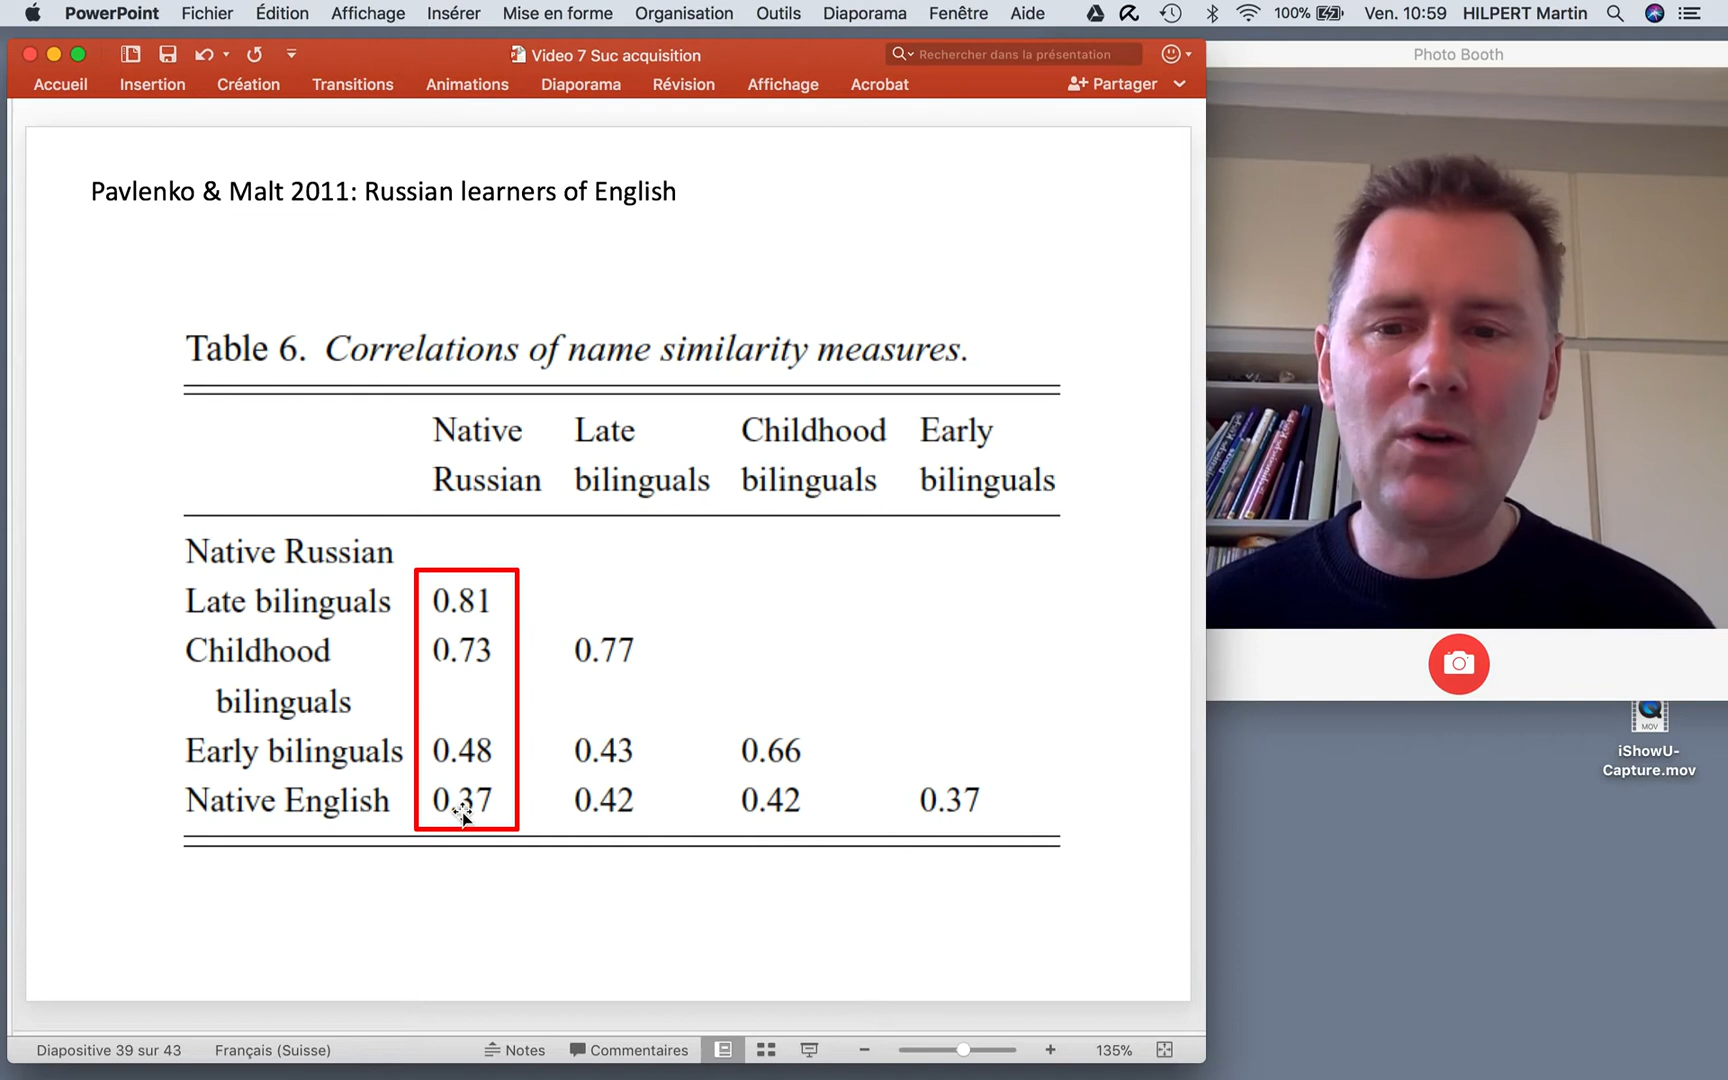 PowerPoint Fichier Édition Affichage Insérer Mise en forme Organisation Outils Diaporama Fenêtre Aide 100% Ven. 10:59 HILPERT Martin
Video 7 Suc acquisition
Rechercher dans la présentation
Accueil Insertion Création Transitions Animations Diaporama Révision Affichage Acrobat Partager
Photo Booth
Pavlenko & Malt 2011: Russian learners of English
Table 6. Correlations of name similarity measures.
Native Late Childhood Early
Russian bilinguals bilinguals bilinguals
Native Russian
Late bilinguals 0.81
Childhood 0.73 0.77
bilinguals
Early bilinguals 0.48 0.43 0.66
Native English 0.37 0.42 0.42 0.37
MOV
iShowU-
Capture.mov
Diapositive 39 sur 43 Français (Suisse) Notes Commentaires 135%